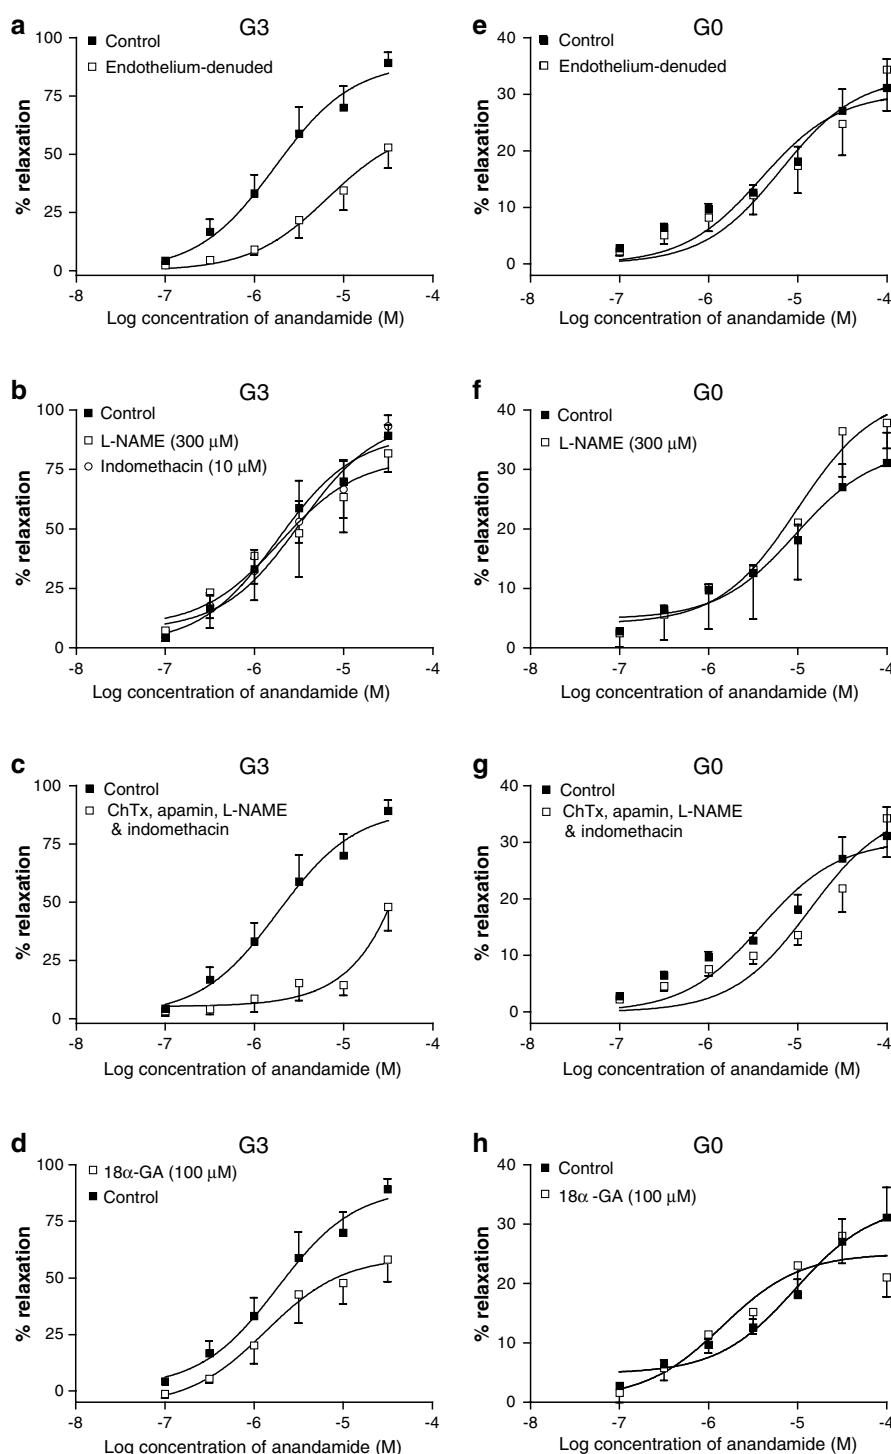 a
G3
Control
Endothelium-denuded
% relaxation
100
75
50
25
0
-8 -7 -6 -5 -4
Log concentration of anandamide (M)
e
G0
Control
Endothelium-denuded
% relaxation
40
30
20
10
0
-8 -7 -6 -5 -4
Log concentration of anandamide (M)
b
G3
Control
L-NAME (300 μM)
Indomethacin (10 μM)
% relaxation
100
75
50
25
0
-8 -7 -6 -5 -4
Log concentration of anandamide (M)
f
G0
Control
L-NAME (300 μM)
% relaxation
40
30
20
10
0
-8 -7 -6 -5 -4
Log concentration of anandamide (M)
c
G3
Control
ChTx, apamin, L-NAME
& indomethacin
% relaxation
100
75
50
25
0
-8 -7 -6 -5 -4
Log concentration of anandamide (M)
g
G0
Control
ChTx, apamin, L-NAME
& indomethacin
% relaxation
40
30
20
10
0
-8 -7 -6 -5 -4
Log concentration of anandamide (M)
d
G3
18α-GA (100 μM)
Control
% relaxation
100
75
50
25
0
-8 -7 -6 -5 -4
Log concentration of anandamide (M)
h
G0
Control
18α -GA (100 μM)
% relaxation
40
30
20
10
0
-8 -7 -6 -5 -4
Log concentration of anandamide (M)